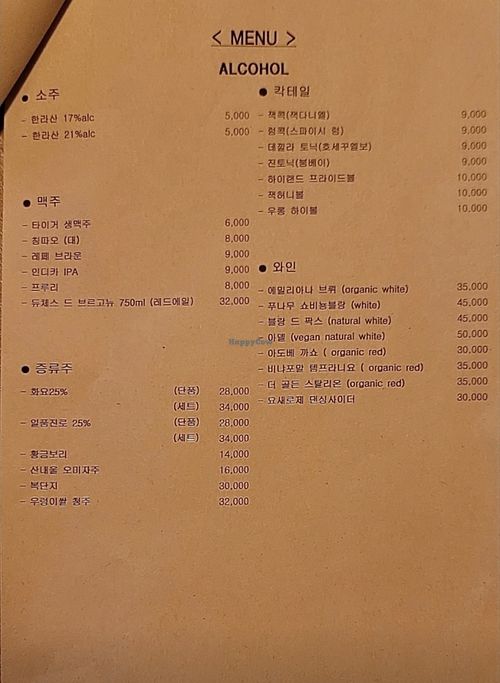 < MENU >
ALCOHOL
● 소주
- 한라산 17%alc 5,000
- 한라산 21%alc 5,000
● 맥주
- 타이거 생맥주 6,000
- 칭따오 (대) 8,000
- 레페 브라운 9,000
- 인디카 IPA 9,000
- 프루리 8,000
- 듀체스 드 브르고뉴 750ml (레드에일) 32,000
● 증류주
- 화요25% (단품) 28,000
(세트) 34,000
- 일품진로 25% (단품) 28,000
(세트) 34,000
- 황금보리 14,000
- 산내울 오미자주 16,000
- 복단지 30,000
- 우렁이쌀 청주 32,000
● 칵테일
- 잭콕(잭다니엘) 9,000
- 럼콕(스파이시 럼) 9,000
- 데낄라 토닉(호세꾸엘보) 9,000
- 진토닉(봄베이) 9,000
- 하이랜드 프라이드볼 10,000
- 잭허니볼 10,000
- 우롱 하이볼 10,000
● 와인
- 에밀리아나 브뤼 (organic white) 35,000
- 푸나무 쇼비뇽블랑 (white) 45,000
- 블랑 드 팍스 (natural white) 45,000
- 아델 (vegan natural white) 50,000
- 아도베 까쇼 ( organic red) 30,000
- 비냐포말 템프라니요 ( organic red) 35,000
- 더 골든 스탈리온 (organic red) 35,000
- 요새로제 댄싱사이더 30,000
HappyCow